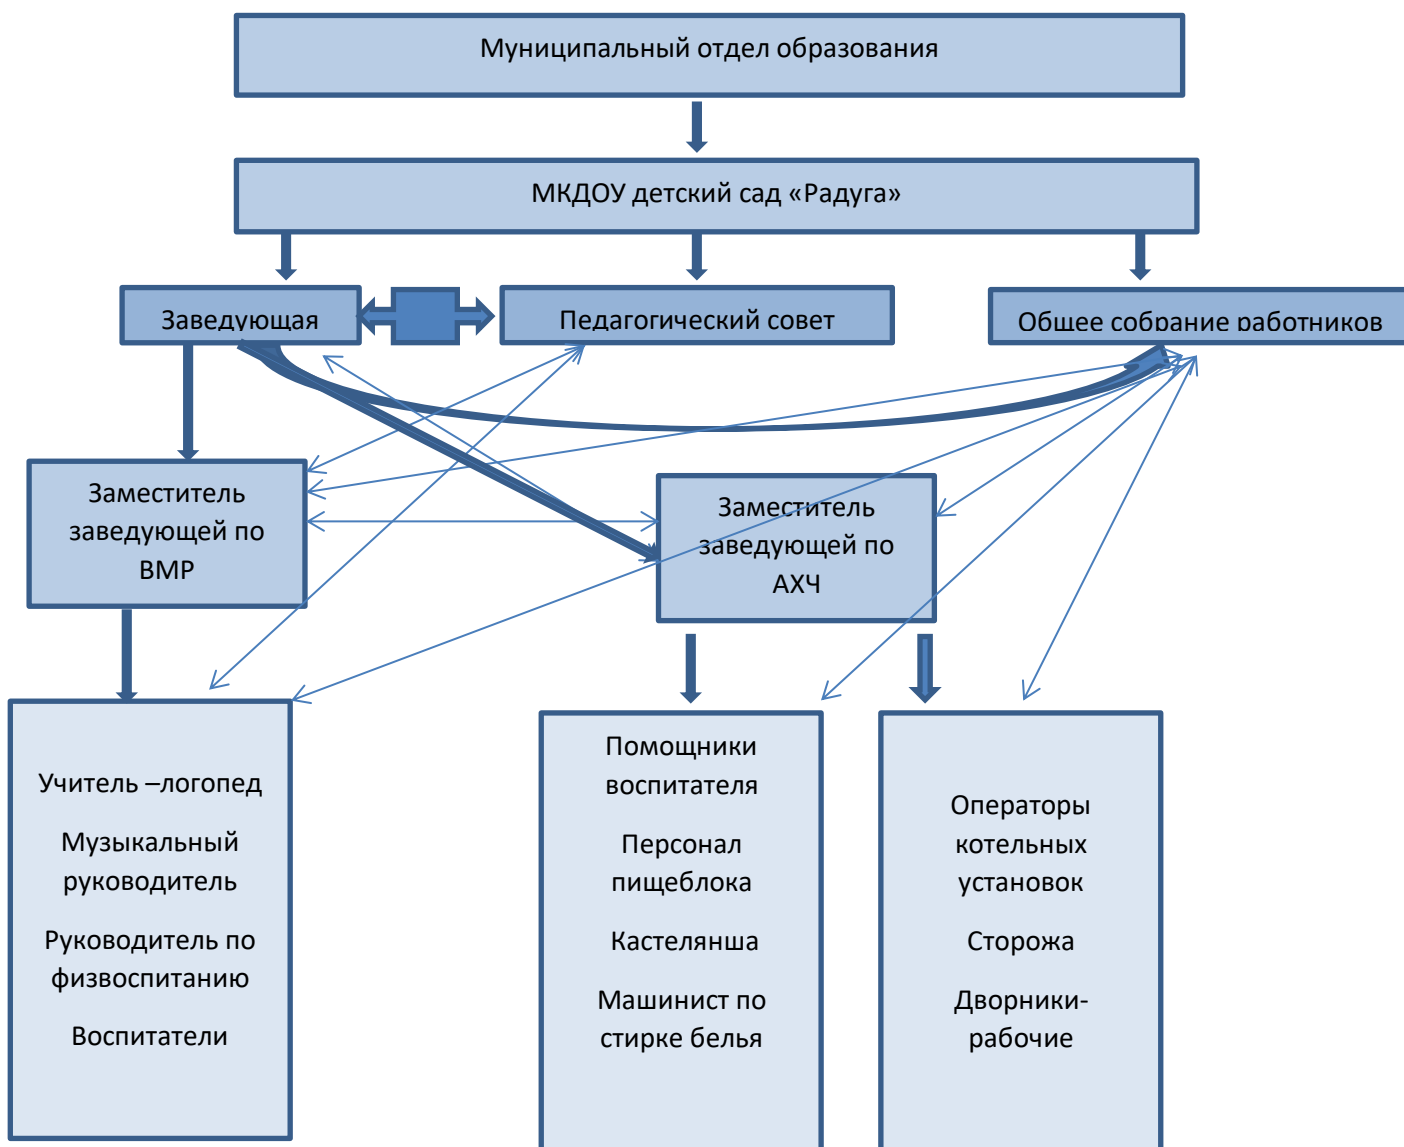 Муниципальный отдел образования
МКДОУ детский сад «Радуга»
Заведующая
Педагогический совет
Общее собрание работников
Заместитель
заведующей по
ВМР
Заместитель
заведующей по
АХЧ
Учитель –логопед
Музыкальный
руководитель
Руководитель по
физвоспитанию
Воспитатели
Помощники
воспитателя
Персонал
пищеблока
Кастелянша
Машинист по
стирке белья
Операторы
котельных
установок
Сторожа
Дворники-
рабочие